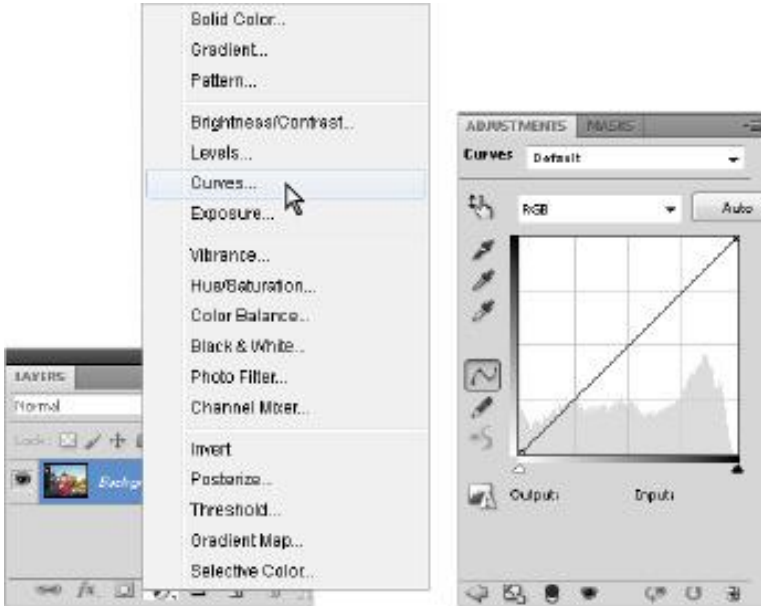 Solid Color...
Gradient...
Pattern...
Brightness/Contrast...
Levels...
Curves...
Exposure...
Vibrance...
Hue/Saturation...
Color Balance...
Black & White...
Photo Filter...
Channel Mixer...
Invert
Posterize...
Threshold...
Gradient Map...
Selective Color...
LAYERS
Normal
Lock:
fx.
ADJUSTMENTS MASKS
Curves Default
RGB Auto
Output: Input: